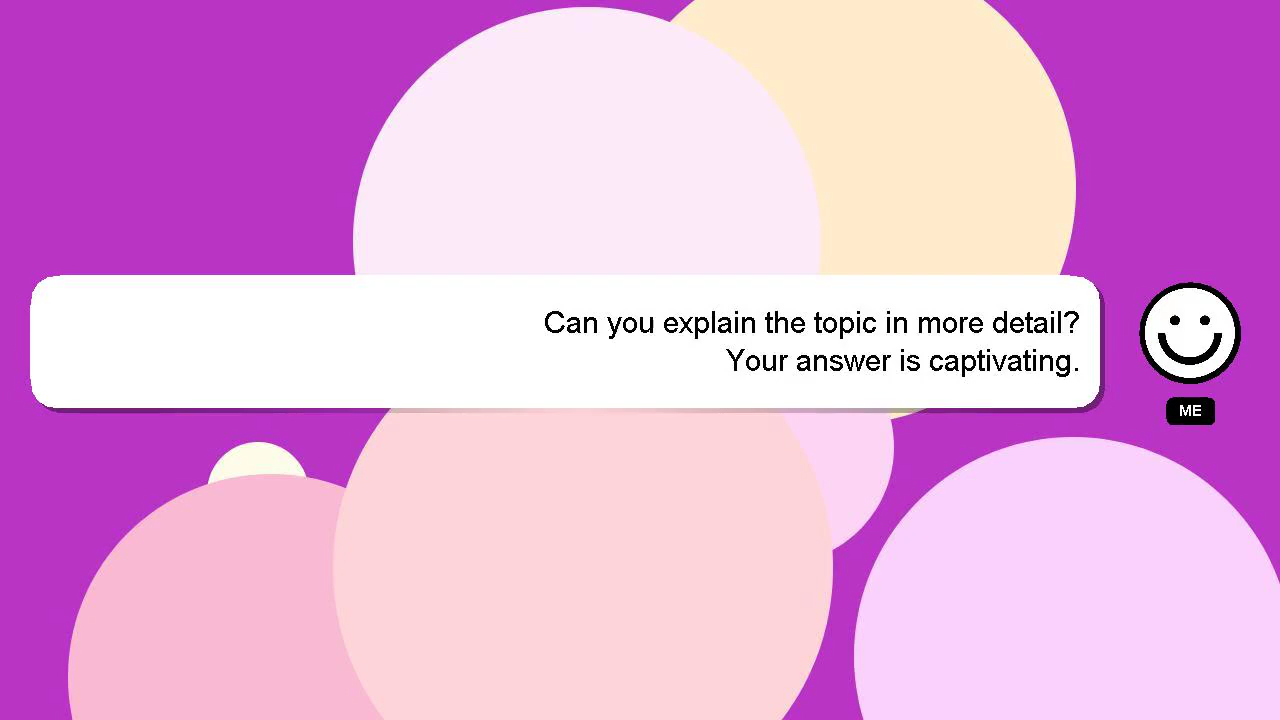 Can you explain the topic in more detail?
Your answer is captivating.
ME